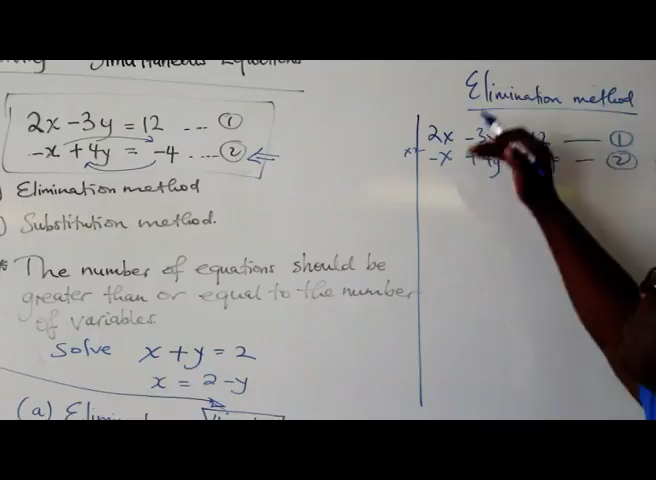 Simultaneous Equations
2x - 3y = 12 ... ①
-x + 4y = -4 .... ②
) Elimination method
) Substitution method.
* The number of equations should be
greater than or equal to the number
of variables.
Solve x + y = 2
x = 2 - y
(a)
Elimination method
2x - 3 — ①
-x + 4y — ②